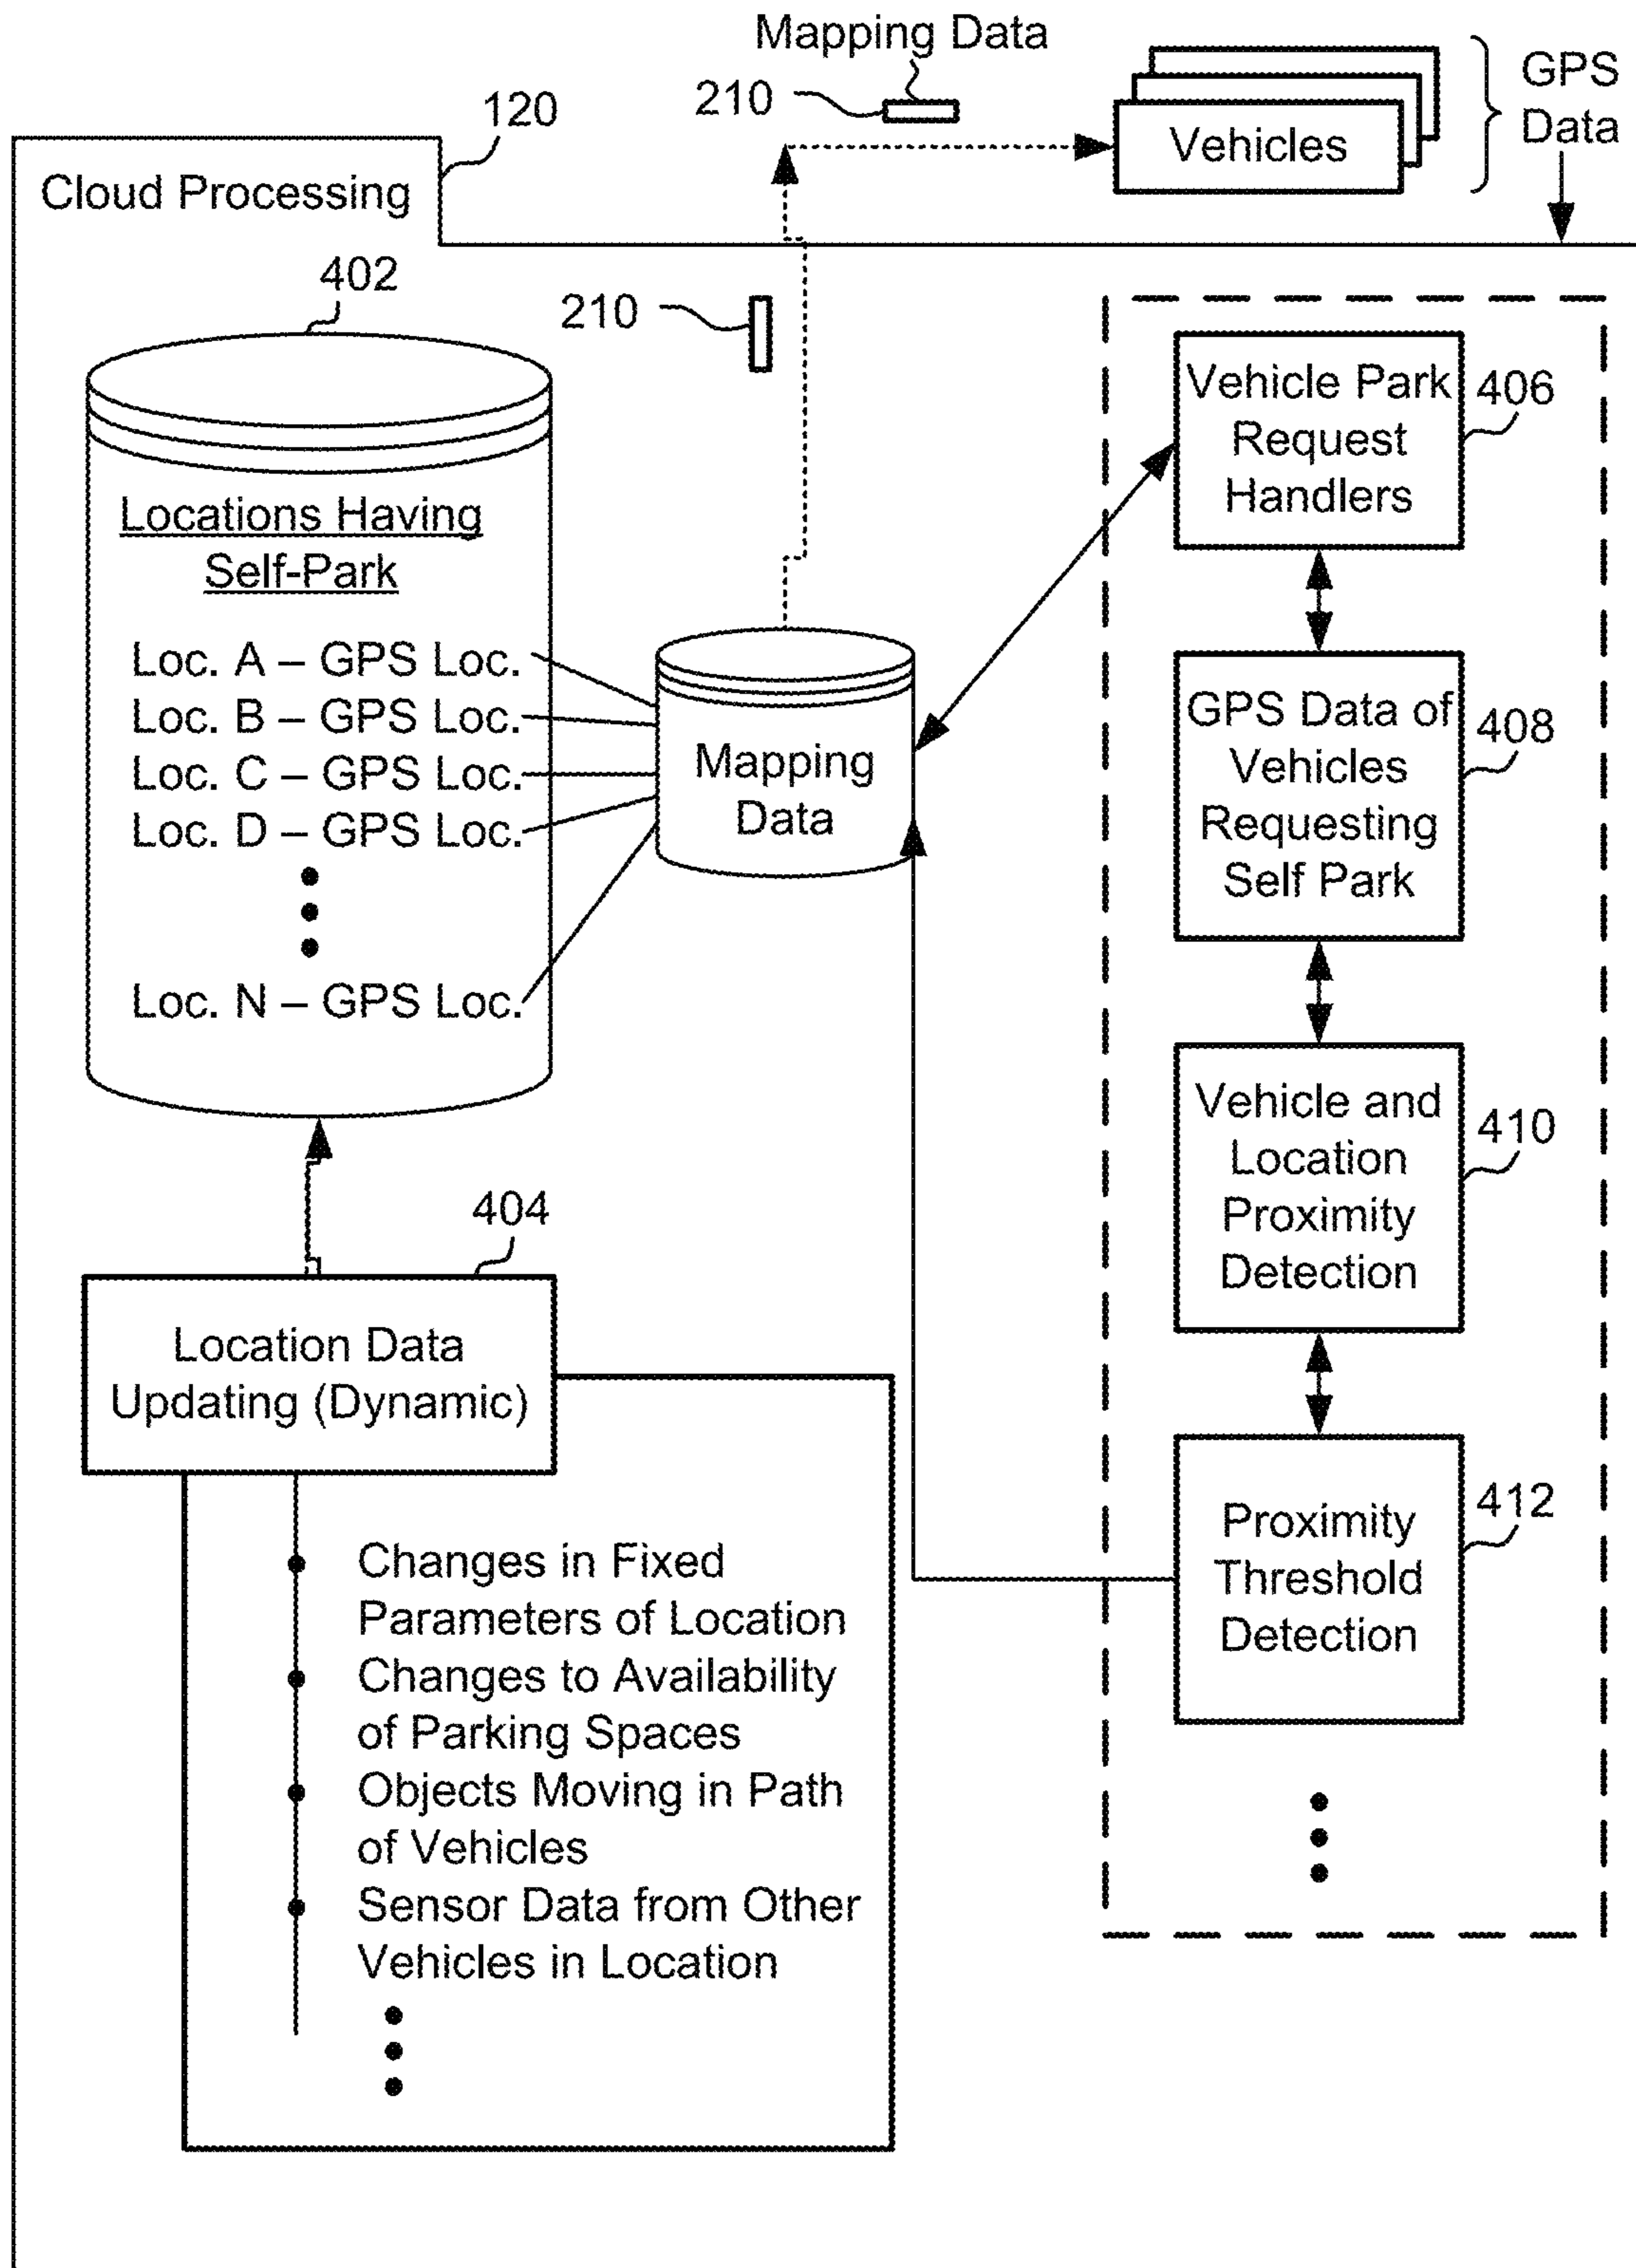 Mapping Data
210
Vehicles
GPS
Data
120
Cloud Processing
402
210
Locations Having
Self-Park
Loc. A – GPS Loc.
Loc. B – GPS Loc.
Loc. C – GPS Loc.
Loc. D – GPS Loc.
Loc. N – GPS Loc.
Mapping
Data
Vehicle Park
Request
Handlers
406
GPS Data of
Vehicles
Requesting
Self Park
408
Vehicle and
Location
Proximity
Detection
410
Proximity
Threshold
Detection
412
404
Location Data
Updating (Dynamic)
Changes in Fixed
Parameters of Location
Changes to Availability
of Parking Spaces
Objects Moving in Path
of Vehicles
Sensor Data from Other
Vehicles in Location